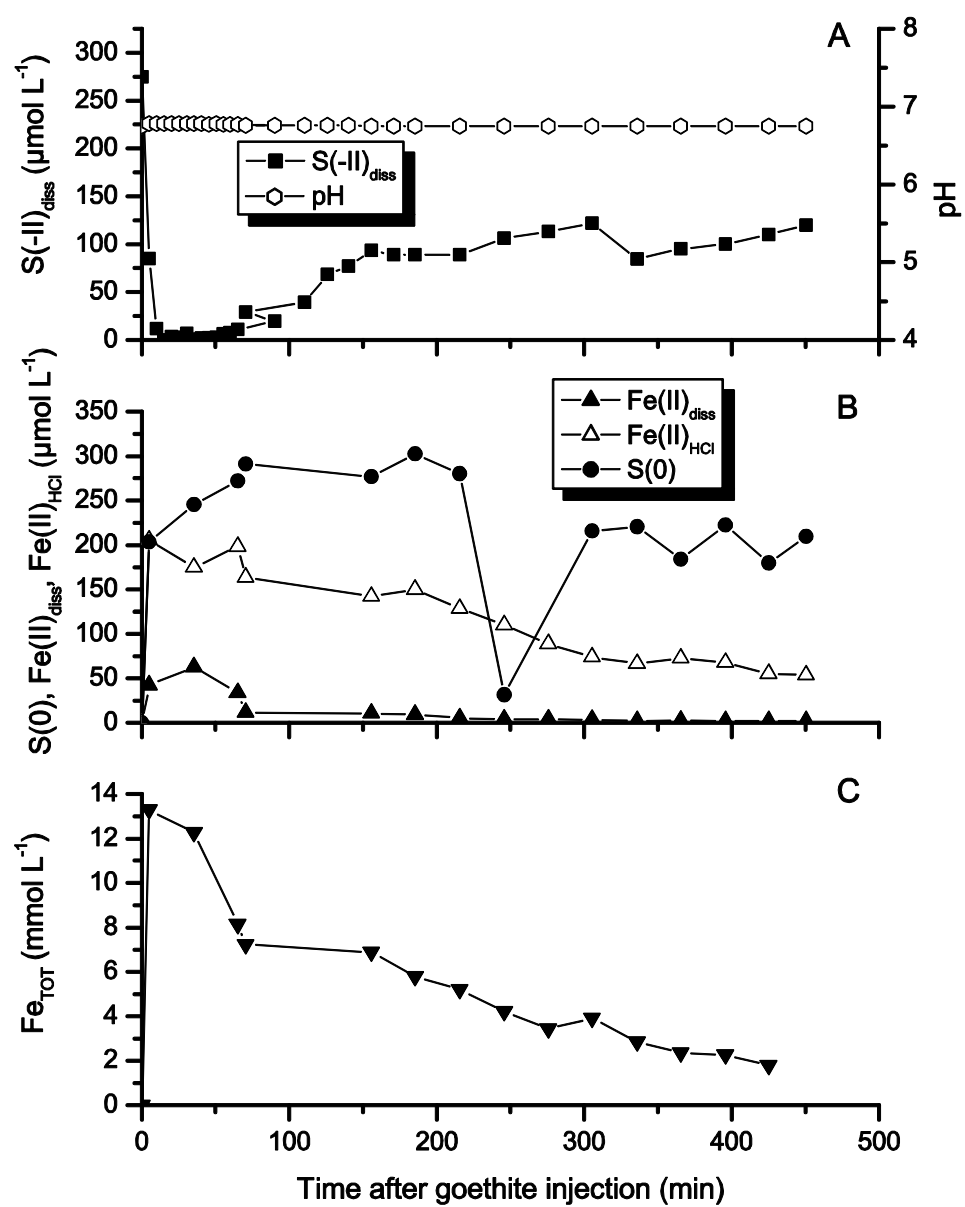 A
S(-II)diss (µmol L-1)
300
250
200
150
100
50
0
8
7
6
5
4
pH
S(-II)diss
pH
B
S(0), Fe(II)diss, Fe(II)HCl (µmol L-1)
350
300
250
200
150
100
50
0
Fe(II)diss
Fe(II)HCl
S(0)
C
FeTOT (mmol L-1)
14
12
10
8
6
4
2
0
0 100 200 300 400 500
Time after goethite injection (min)